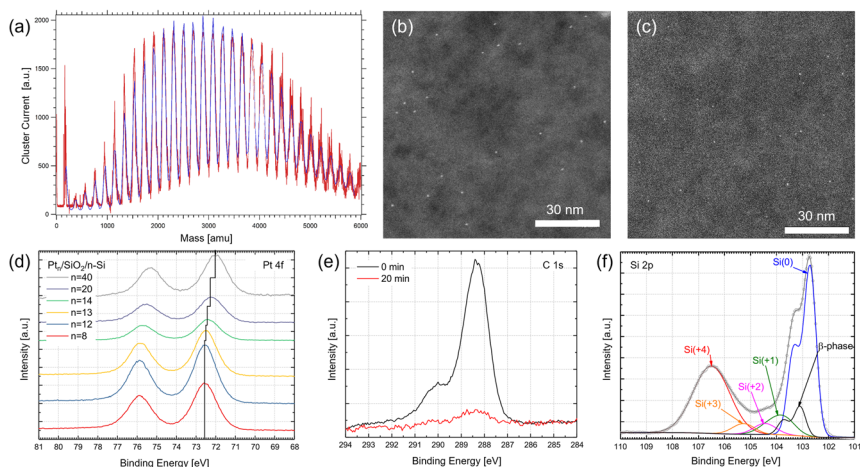 (a)
Cluster Current [a.u.]
2000
1500
1000
500
0
0 1000 2000 3000 4000 5000 6000
Mass [amu]
(b)
30 nm
(c)
30 nm
(d)
Ptn/SiO2/n-Si
Pt 4f
n=40
n=20
n=14
n=13
n=12
n=8
Intensity [a.u.]
81 80 79 78 77 76 75 74 73 72 71 70 69 68
Binding Energy [eV]
(e)
C 1s
0 min
20 min
Intensity [a.u.]
294 293 292 291 290 289 288 287 286 285 284
Binding Energy [eV]
(f)
Si 2p
Si(0)
β-phase
Si(+4)
Si(+1)
Si(+2)
Si(+3)
Intensity [a.u.]
110 109 108 107 106 105 104 103 102 101
Binding Energy [eV]